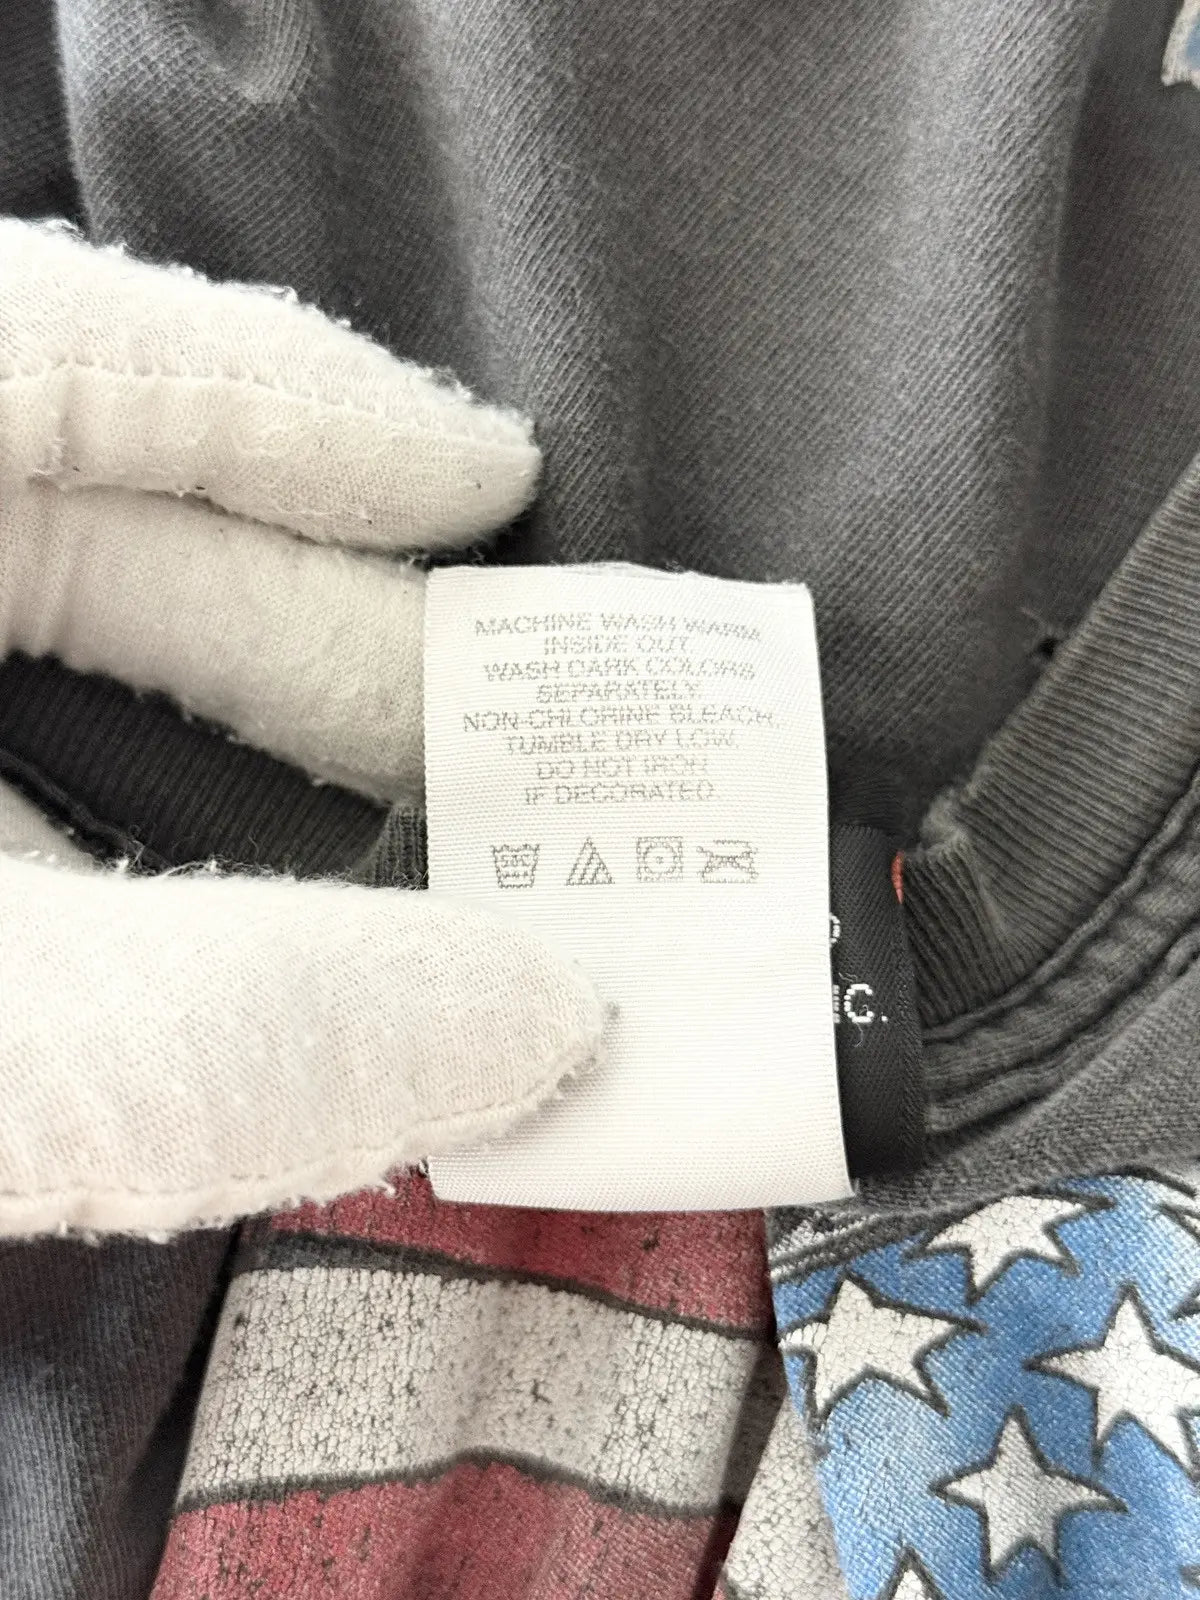 MACHINE WASH WARM
INSIDE OUT.
WASH DARK COLORS
SEPARATELY.
NON-CHLORINE BLEACH.
TUMBLE DRY LOW.
DO NOT IRON
IF DECORATED.